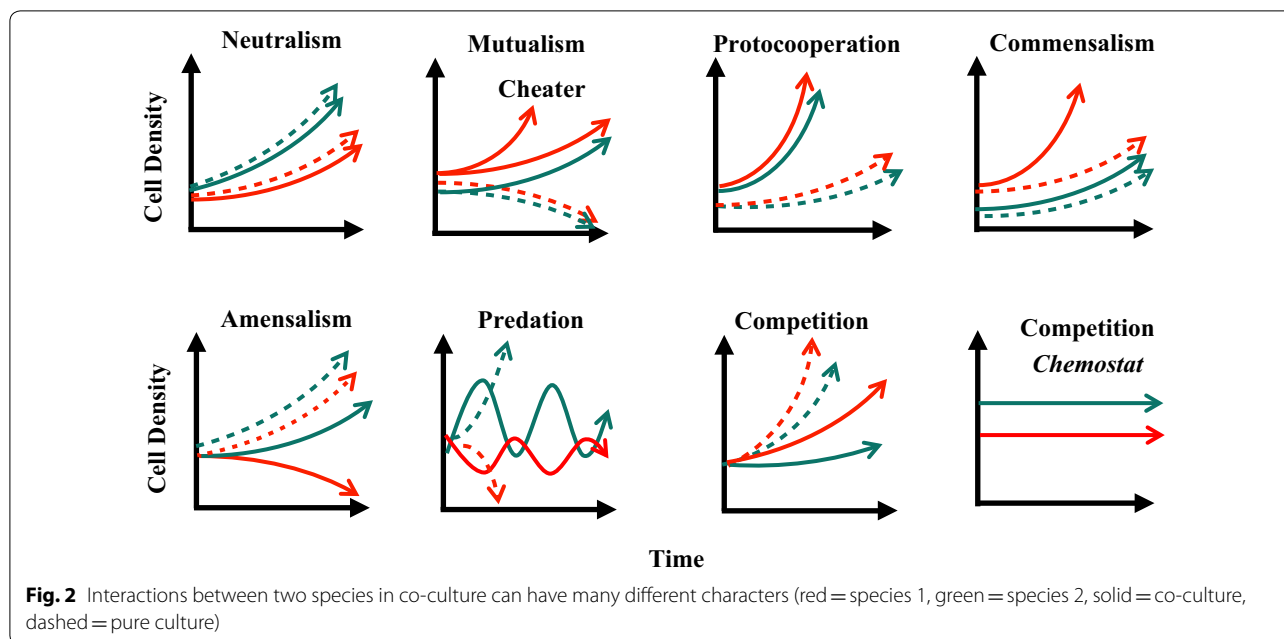 Neutralism
Mutualism
Protocooperation
Commensalism
Cheater
Cell Density
Amensalism
Predation
Competition
Competition
Chemostat
Cell Density
Time
Fig. 2 Interactions between two species in co-culture can have many different characters (red = species 1, green = species 2, solid = co-culture,
dashed = pure culture)